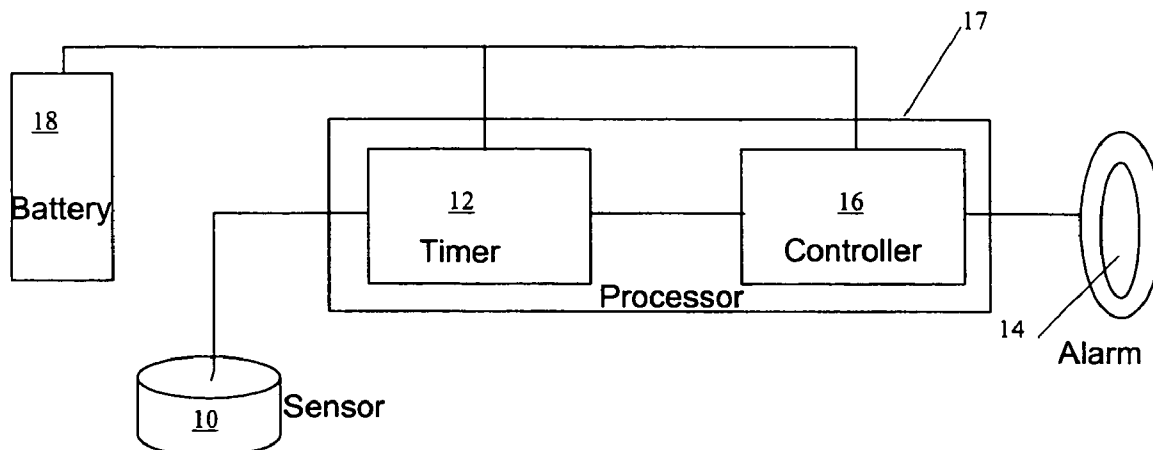 17
18
Battery
12
Timer
16
Controller
Processor
14
Alarm
10
Sensor